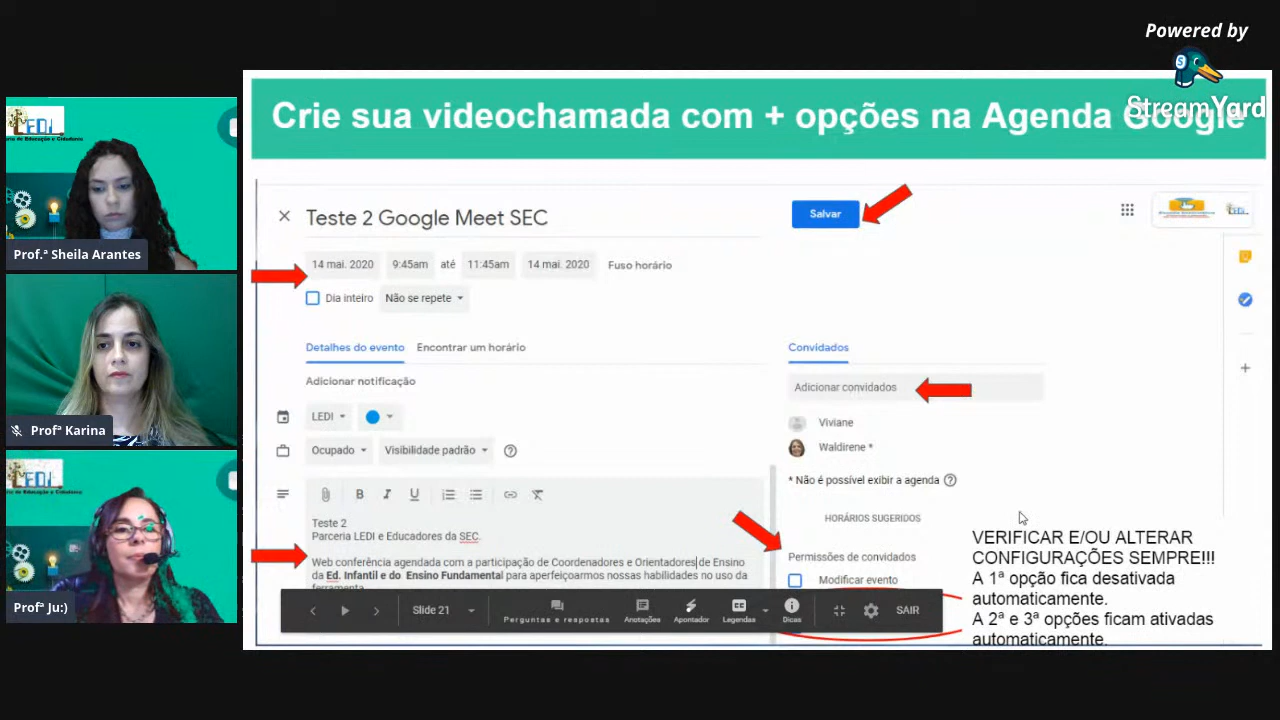 Powered by
StreamYard
Crie sua videochamada com + opções na Agenda Google
LEDI
Prof.ª Sheila Arantes
Profª Karina
Profª Ju:)
Teste 2 Google Meet SEC
Salvar
14 mai. 2020 9:45am até 11:45am 14 mai. 2020 Fuso horário
Dia inteiro Não se repete
Detalhes do evento Encontrar um horário
Adicionar notificação
LEDI
Ocupado Visibilidade padrão
B I U
Teste 2
Parceria LEDI e Educadores da SEC.
Web conferência agendada com a participação de Coordenadores e Orientadores de Ensino
da Ed. Infantil e do Ensino Fundamental para aperfeiçoarmos nossas habilidades no uso da
ferramenta
Convidados
Adicionar convidados
Viviane
Waldirene *
* Não é possível exibir a agenda
HORÁRIOS SUGERIDOS
Permissões de convidados
Modificar evento
VERIFICAR E/OU ALTERAR
CONFIGURAÇÕES SEMPRE!!!
A 1ª opção fica desativada
automaticamente.
A 2ª e 3ª opções ficam ativadas
automaticamente.
Slide 21
Perguntas e respostas
Anotações
Apontador
Legendas
Dicas
SAIR